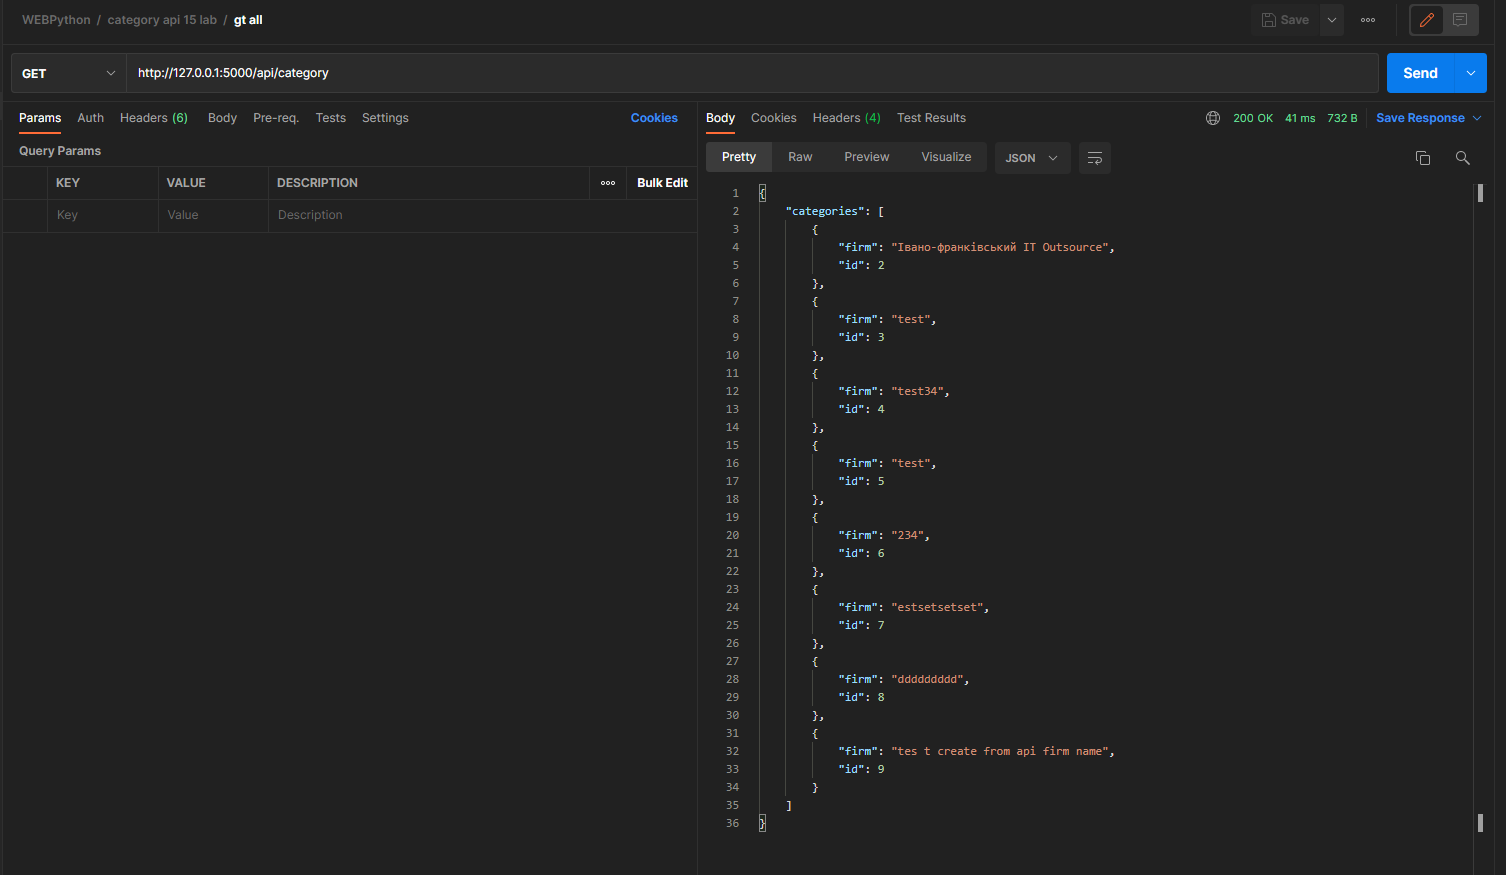 WEBPython / category api 15 lab / gt all
Save
GET
http://127.0.0.1:5000/api/category
Send
Params Auth Headers (6) Body Pre-req. Tests Settings Cookies
Query Params
KEY VALUE DESCRIPTION Bulk Edit
Key Value Description
Body Cookies Headers (4) Test Results 200 OK 41 ms 732 B Save Response
Pretty Raw Preview Visualize JSON
1 {
2 "categories": [
3 {
4 "firm": "Івано-франківський IT Outsource",
5 "id": 2
6 },
7 {
8 "firm": "test",
9 "id": 3
10 },
11 {
12 "firm": "test34",
13 "id": 4
14 },
15 {
16 "firm": "test",
17 "id": 5
18 },
19 {
20 "firm": "234",
21 "id": 6
22 },
23 {
24 "firm": "estsetsetset",
25 "id": 7
26 },
27 {
28 "firm": "ddddddddd",
29 "id": 8
30 },
31 {
32 "firm": "tes t create from api firm name",
33 "id": 9
34 }
35 ]
36 }